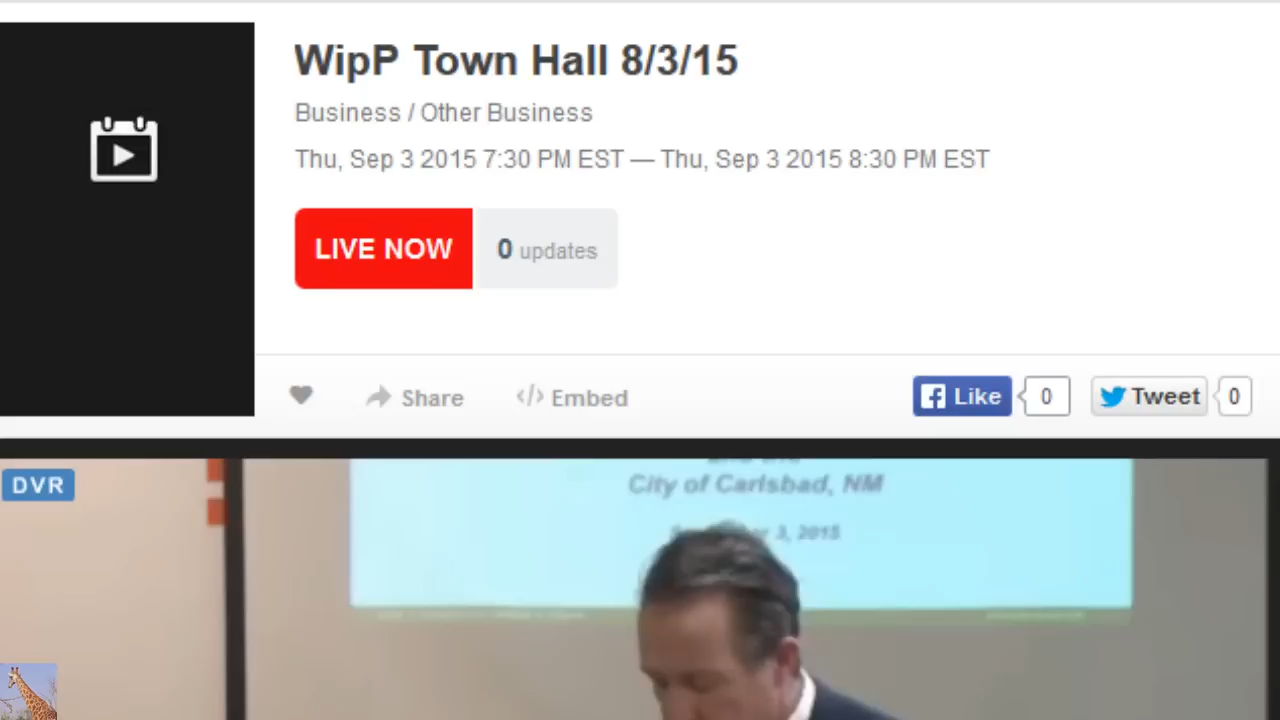 WipP Town Hall 8/3/15
Business / Other Business
Thu, Sep 3 2015 7:30 PM EST — Thu, Sep 3 2015 8:30 PM EST
LIVE NOW 0 updates
Share Embed Like 0 Tweet 0
DVR
City of Carlsbad, NM
3, 2015